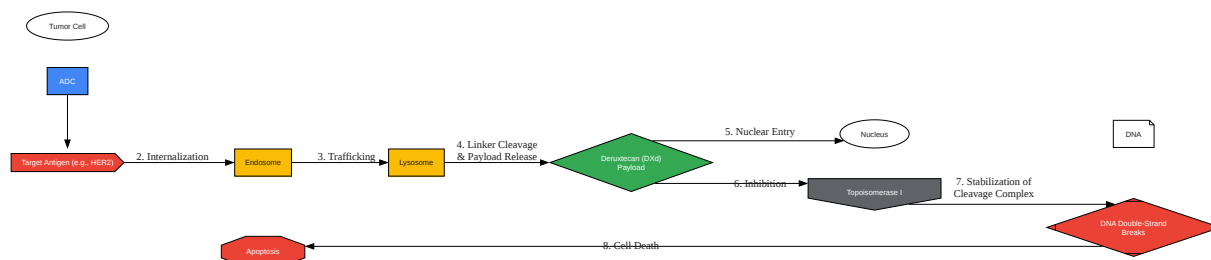 Tumor Cell
ADC
Target Antigen (e.g., HER2)
2. Internalization
Endosome
3. Trafficking
Lysosome
4. Linker Cleavage
& Payload Release
Deruxtecan (DXd)
Payload
5. Nuclear Entry
Nucleus
DNA
6. Inhibition
Topoisomerase I
7. Stabilization of
Cleavage Complex
DNA Double-Strand
Breaks
8. Cell Death
Apoptosis